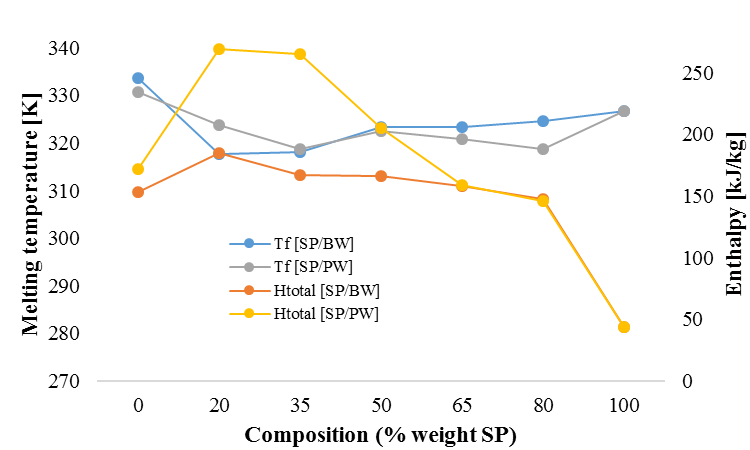 Melting temperature [K]
340
330
320
310
300
290
280
270
Tf [SP/BW]
Tf [SP/PW]
Htotal [SP/BW]
Htotal [SP/PW]
250
200
150
100
50
0
Enthalpy [kJ/kg]
0 20 35 50 65 80 100
Composition (% weight SP)